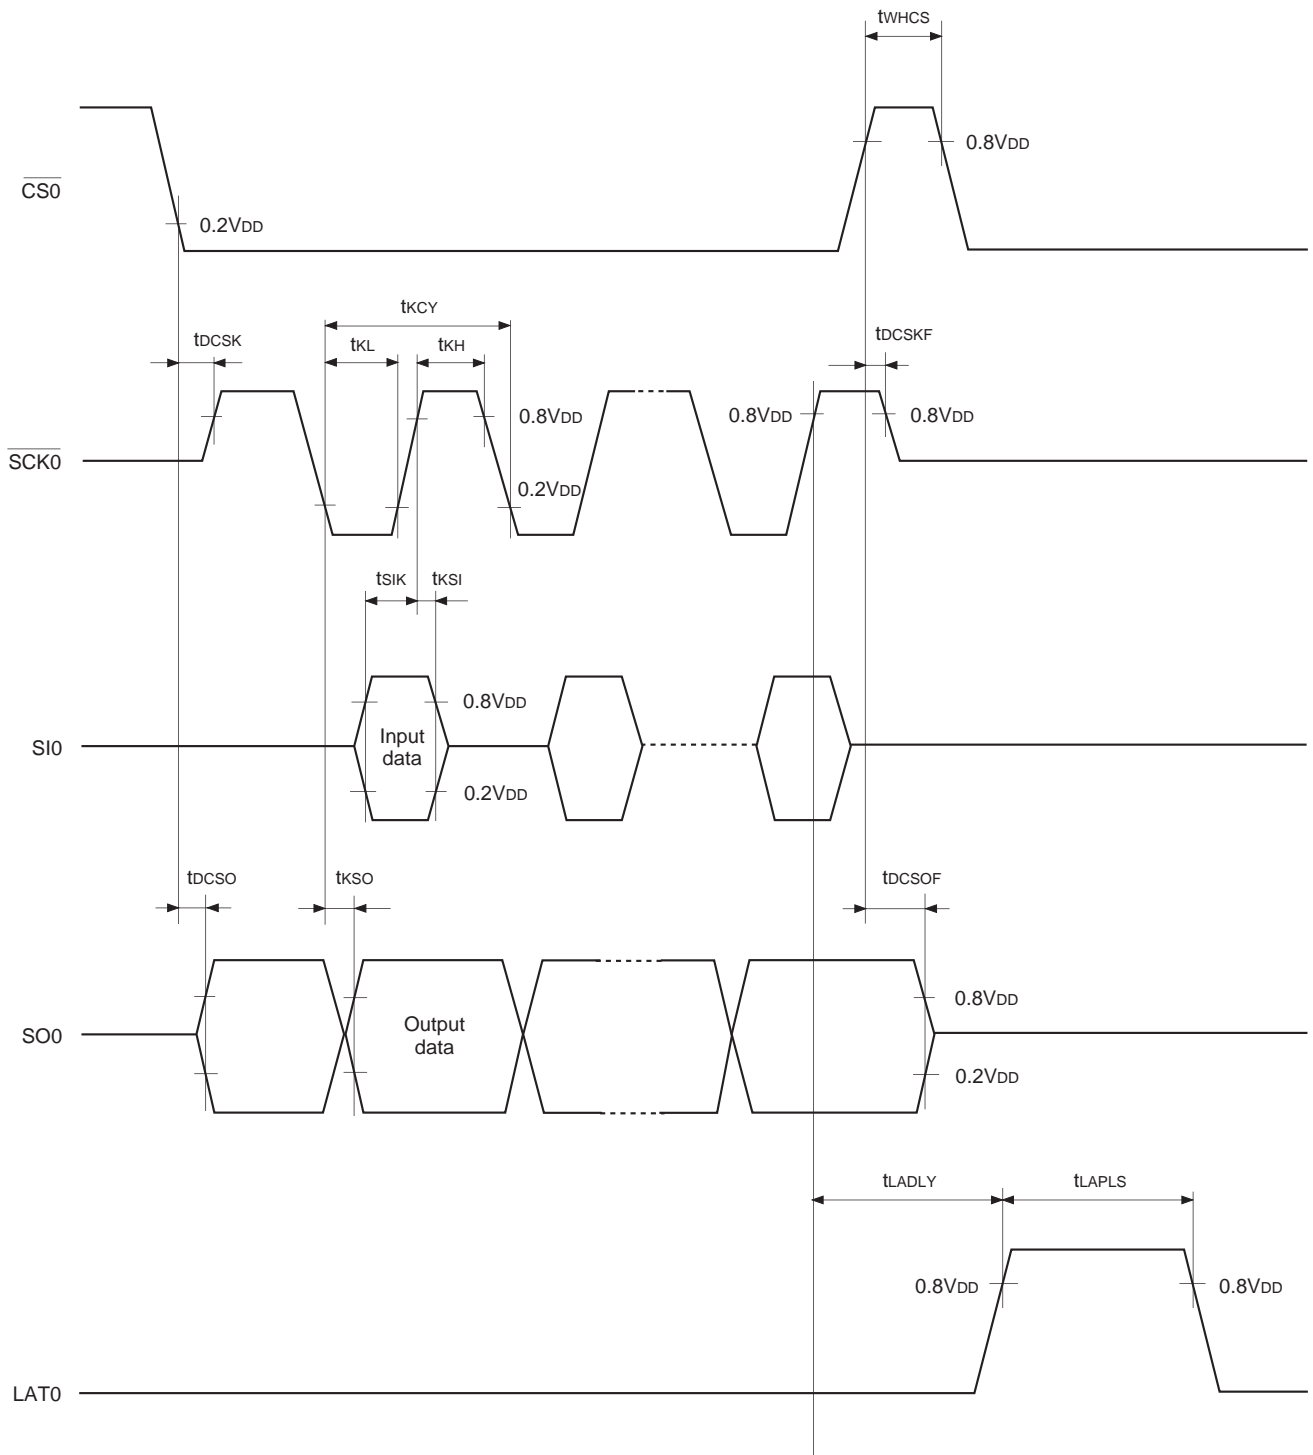 tWHCS
0.8VDD
CS0
0.2VDD
tKCY
tDCSK
tKL
tKH
tDCSKF
0.8VDD
0.8VDD
0.8VDD
SCK0
0.2VDD
tSIK
tKSI
0.8VDD
SI0
Input
data
0.2VDD
tDCSO
tKSO
tDCSOF
0.8VDD
SO0
Output
data
0.2VDD
tLADLY
tLAPLS
0.8VDD
0.8VDD
LAT0